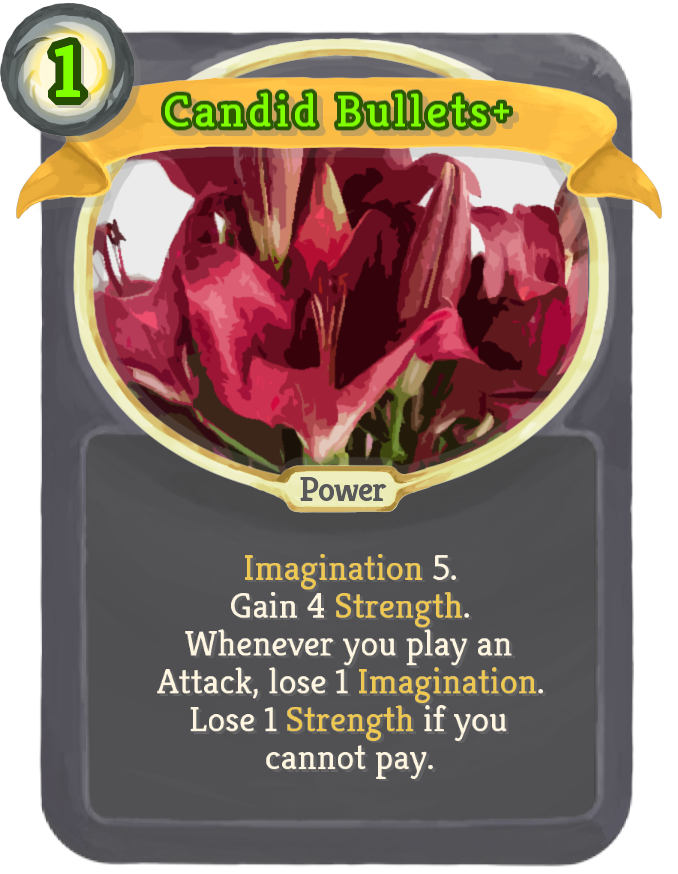 1
Candid Bullets+
Power
Imagination 5.
Gain 4 Strength.
Whenever you play an
Attack, lose 1 Imagination.
Lose 1 Strength if you
cannot pay.